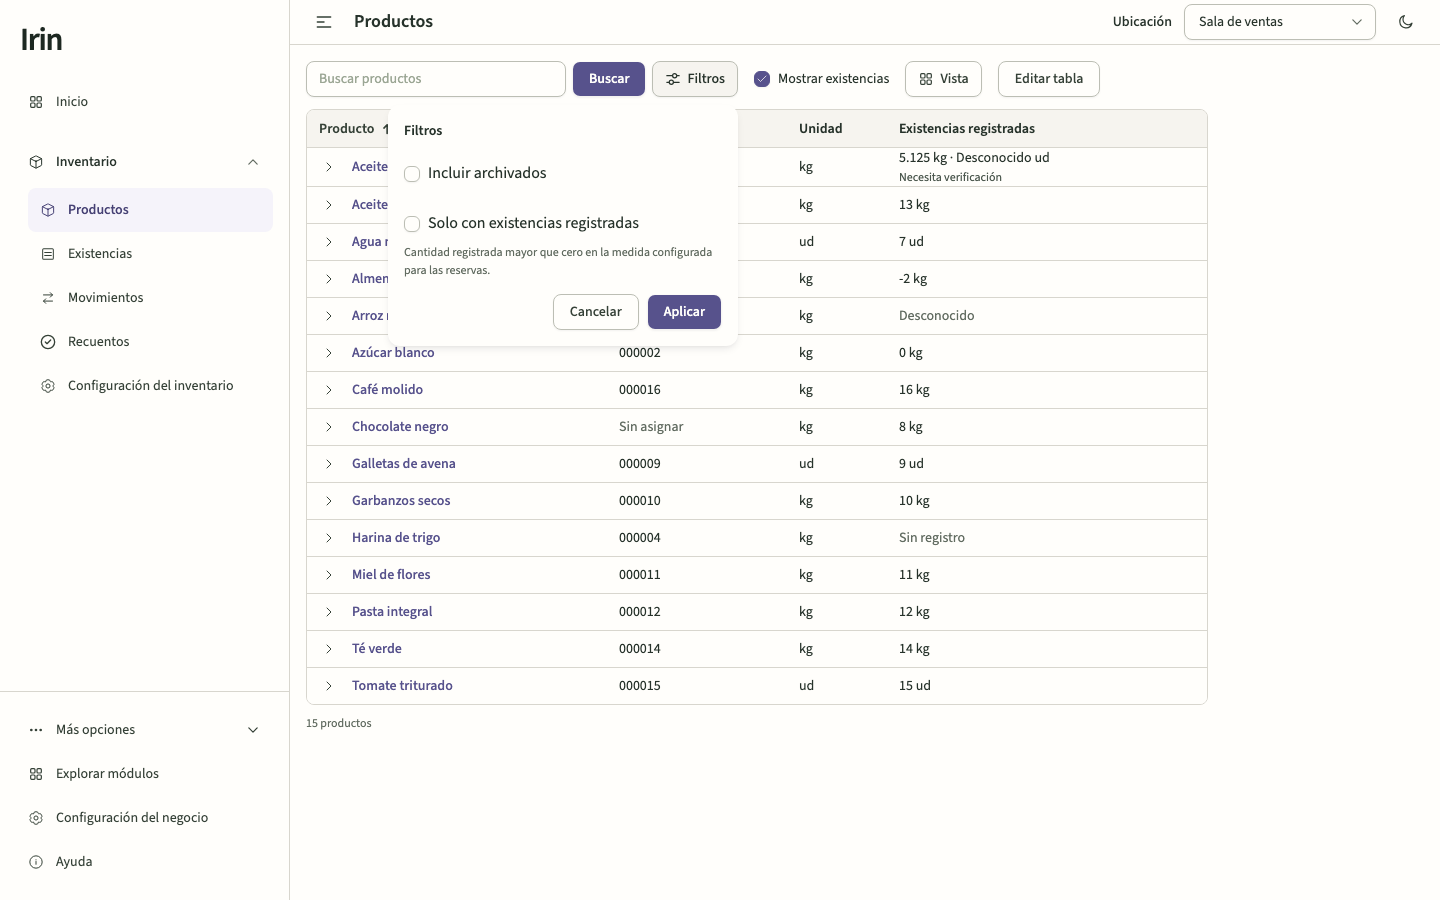 Irin
Productos
Ubicación
Sala de ventas
Inicio
Inventario
Productos
Existencias
Movimientos
Recuentos
Configuración del inventario
Más opciones
Explorar módulos
Configuración del negocio
Ayuda
Buscar productos
Buscar
Filtros
Mostrar existencias
Vista
Editar tabla
Producto
Unidad
Existencias registradas
Filtros
Incluir archivados
Solo con existencias registradas
Cantidad registrada mayor que cero en la medida configurada
para las reservas.
Cancelar
Aplicar
Aceite kg 5.125 kg · Desconocido ud
Necesita verificación
Aceite kg 13 kg
Agua ud 7 ud
kg -2 kg
Arroz kg Desconocido
Azúcar blanco 000002 kg 0 kg
Café molido 000016 kg 16 kg
Chocolate negro Sin asignar kg 8 kg
Galletas de avena 000009 ud 9 ud
Garbanzos secos 000010 kg 10 kg
Harina de trigo 000004 kg Sin registro
Miel de flores 000011 kg 11 kg
Pasta integral 000012 kg 12 kg
Té verde 000014 kg 14 kg
Tomate triturado 000015 ud 15 ud
15 productos